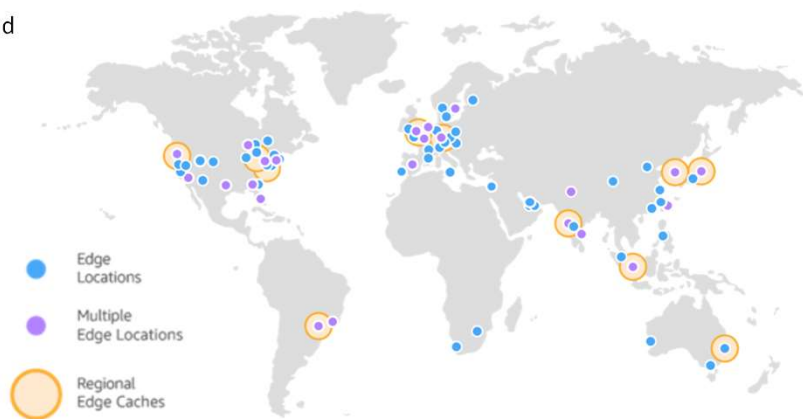 d
Edge
Locations
Multiple
Edge Locations
Regional
Edge Caches